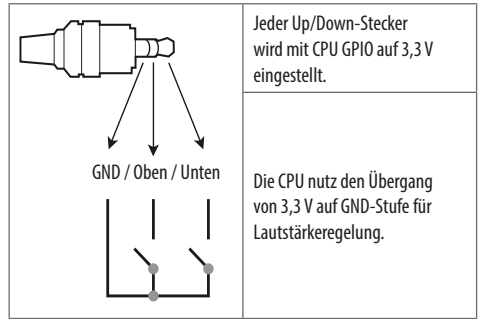 Jeder Up/Down-Stecker
wird mit CPU GPIO auf 3,3 V
eingestellt.
GND / Oben / Unten
Die CPU nutzt den Übergang
von 3,3 V auf GND-Stufe für
Lautstärkeregelung.